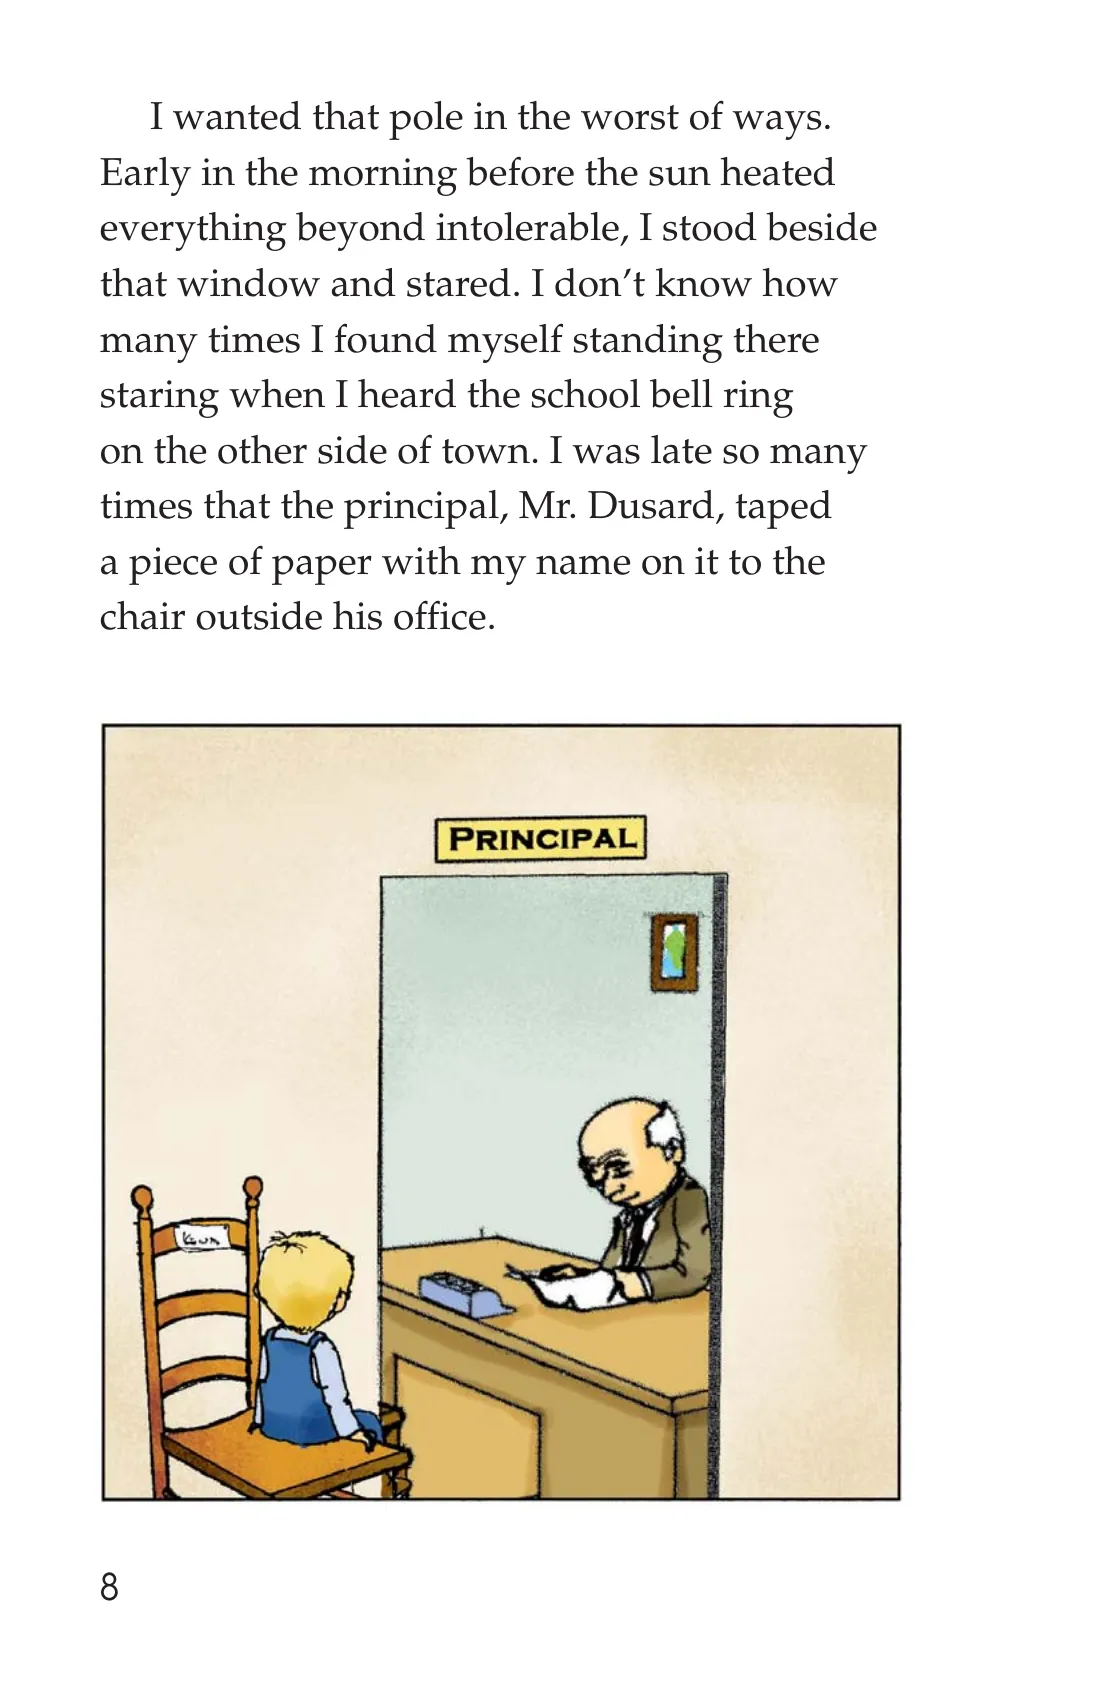 I wanted that pole in the worst of ways.
Early in the morning before the sun heated
everything beyond intolerable, I stood beside
that window and stared. I don’t know how
many times I found myself standing there
staring when I heard the school bell ring
on the other side of town. I was late so many
times that the principal, Mr. Dusard, taped
a piece of paper with my name on it to the
chair outside his office.
PRINCIPAL
8